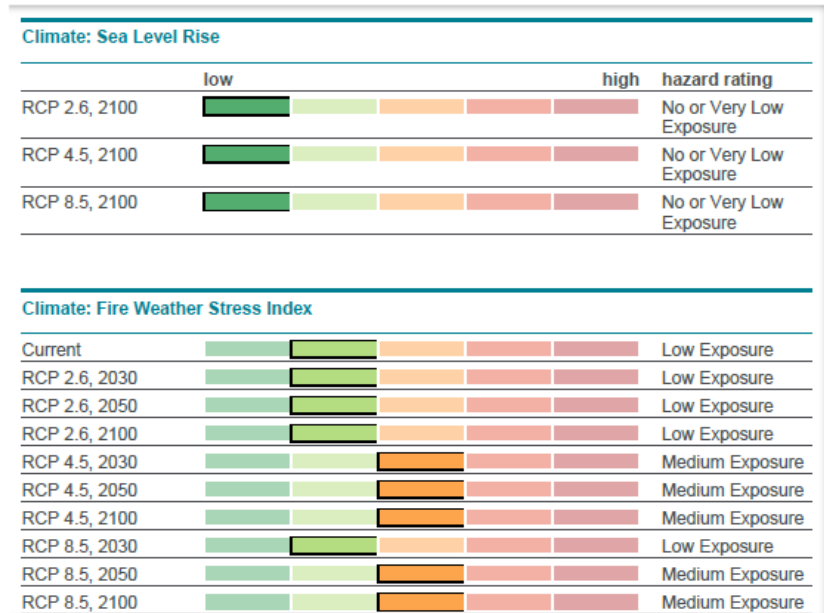 Climate: Sea Level Rise
low high hazard rating
RCP 2.6, 2100 No or Very Low
Exposure
RCP 4.5, 2100 No or Very Low
Exposure
RCP 8.5, 2100 No or Very Low
Exposure
Climate: Fire Weather Stress Index
Current Low Exposure
RCP 2.6, 2030 Low Exposure
RCP 2.6, 2050 Low Exposure
RCP 2.6, 2100 Low Exposure
RCP 4.5, 2030 Medium Exposure
RCP 4.5, 2050 Medium Exposure
RCP 4.5, 2100 Medium Exposure
RCP 8.5, 2030 Low Exposure
RCP 8.5, 2050 Medium Exposure
RCP 8.5, 2100 Medium Exposure